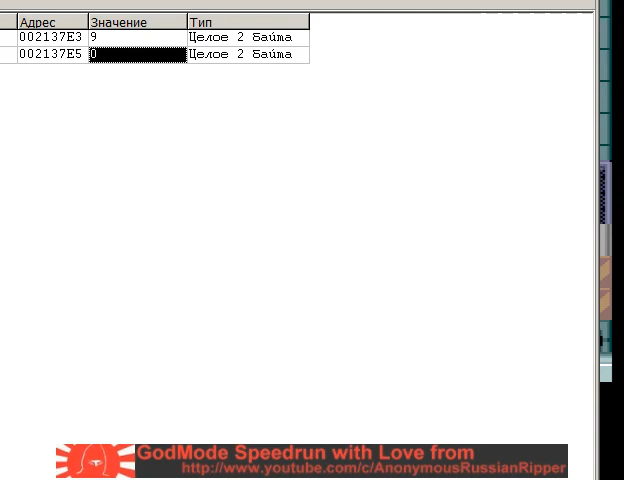 Адрес Значение Тип
002137E3 9 Целое 2 байта
002137E5 0 Целое 2 байта
GodMode Speedrun with Love from
http://www.youtube.com/c/AnonymousRussianRipper